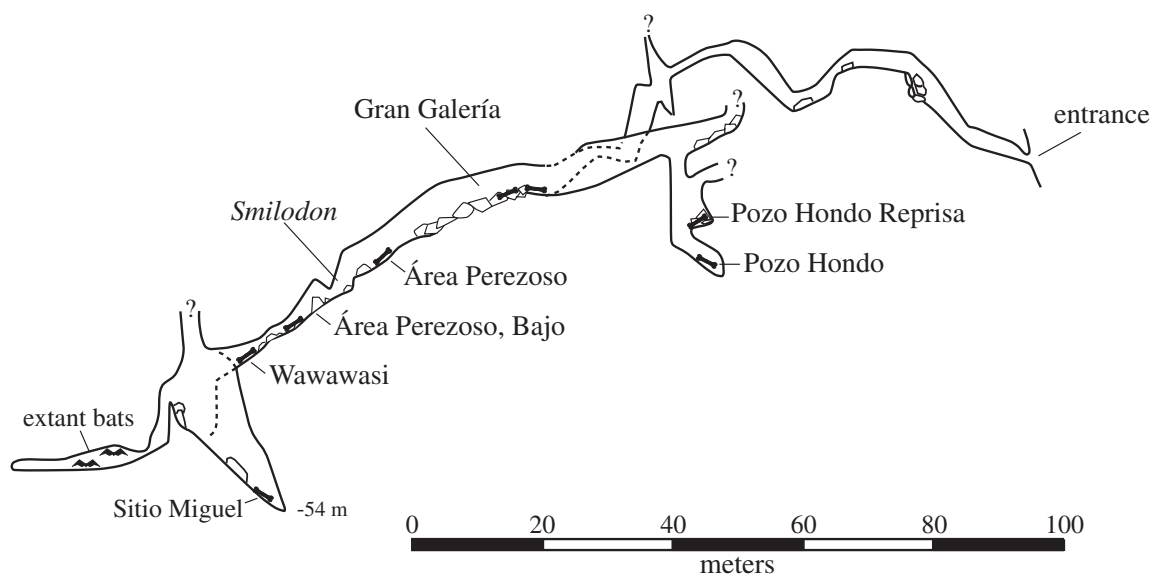 ?
entrance
Gran Galería
?
?
Smilodon
Pozo Hondo Reprisa
Pozo Hondo
Área Perezoso
?
Área Perezoso, Bajo
Wawawasi
extant bats
Sitio Miguel
-54 m
0 20 40 60 80 100
meters